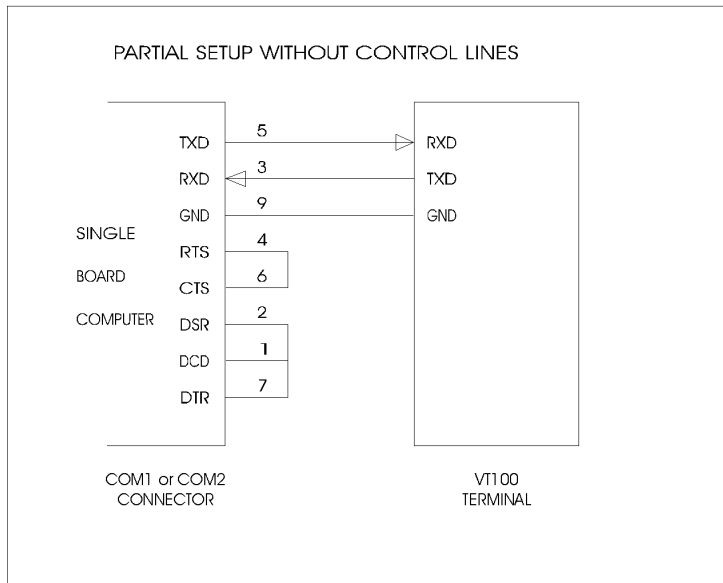 PARTIAL SETUP WITHOUT CONTROL LINES
TXD 5 RXD
RXD 3 TXD
GND 9 GND
SINGLE
RTS 4
BOARD
CTS 6
COMPUTER
DSR 2
DCD 1
DTR 7
COM1 or COM2
CONNECTOR
VT100
TERMINAL